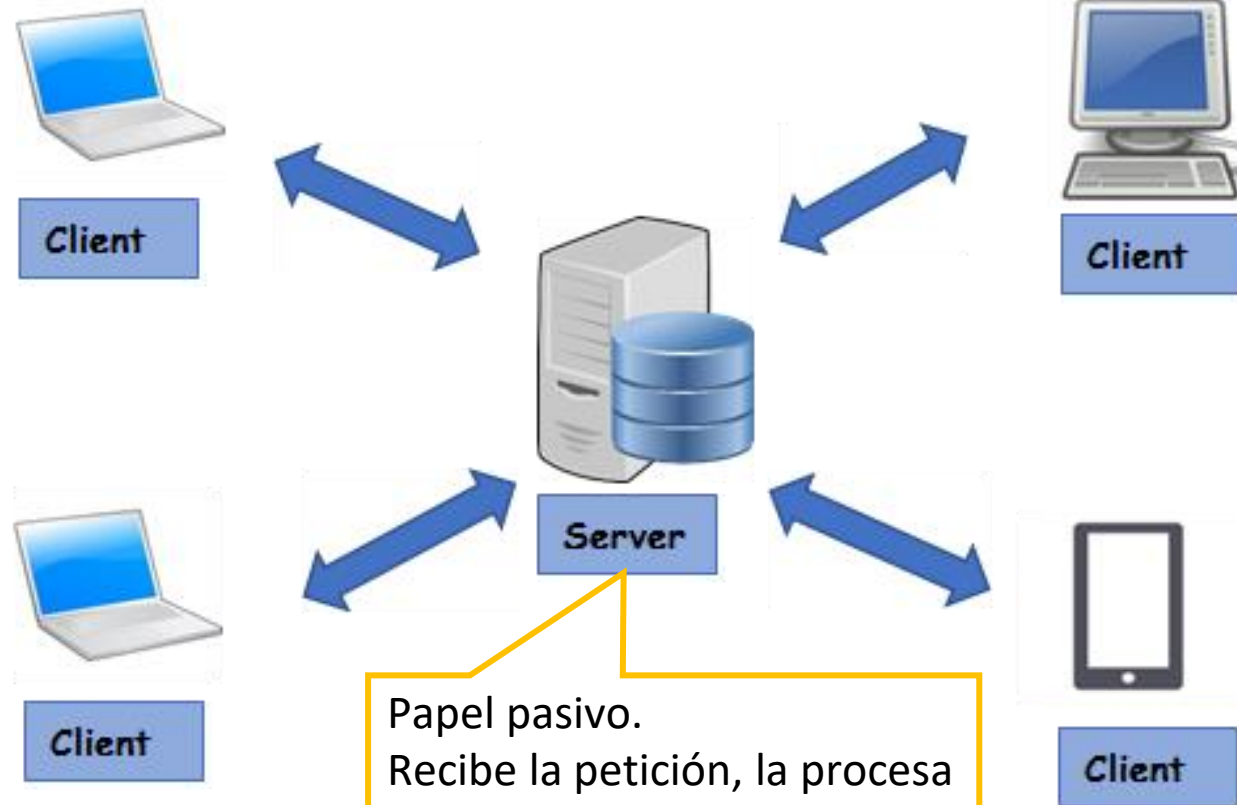 Client
Client
Server
Client
Papel pasivo.
Recibe la petición, la procesa
Client